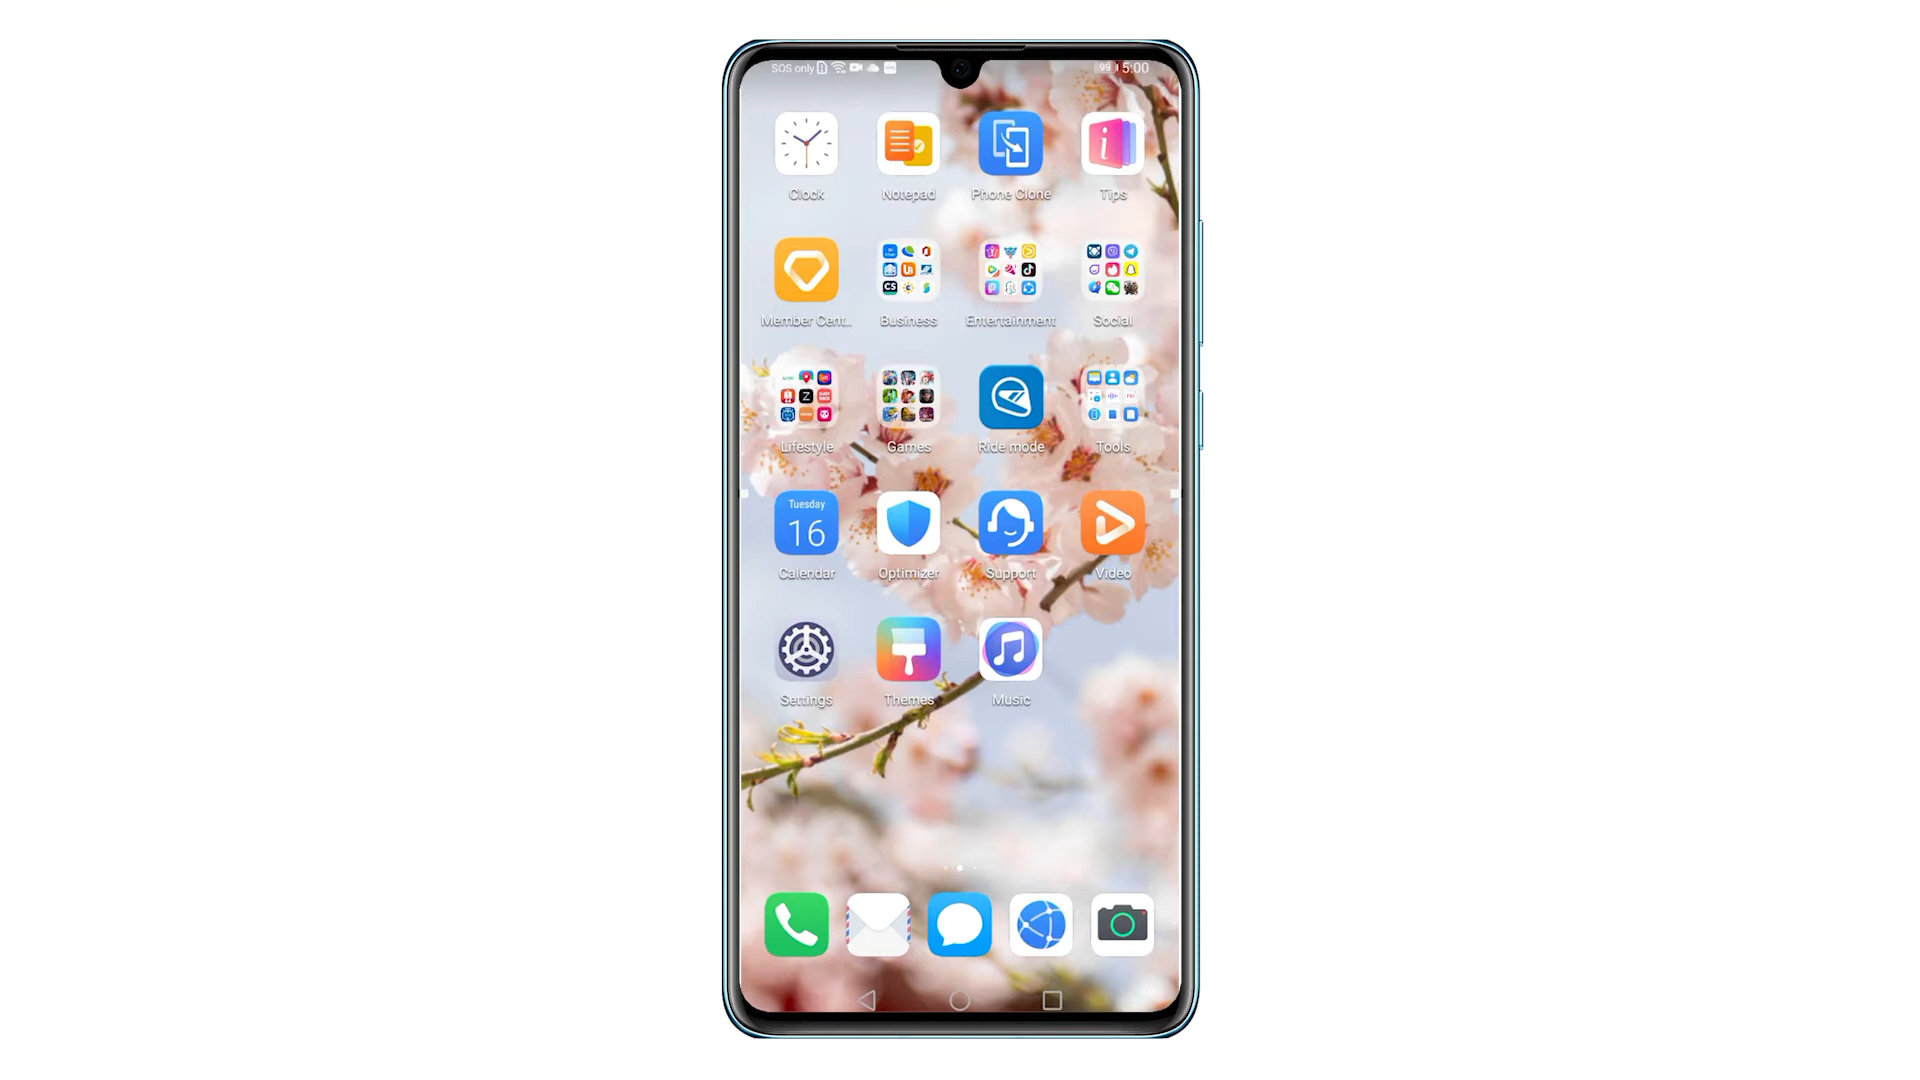 SOS only 99 5:00
Clock Notepad Phone Clone Tips
Member Cent.. Business Entertainment Social
Lifestyle Games Ride mode Tools
Tuesday
16
Calendar Optimizer Support Video
Settings Themes Music